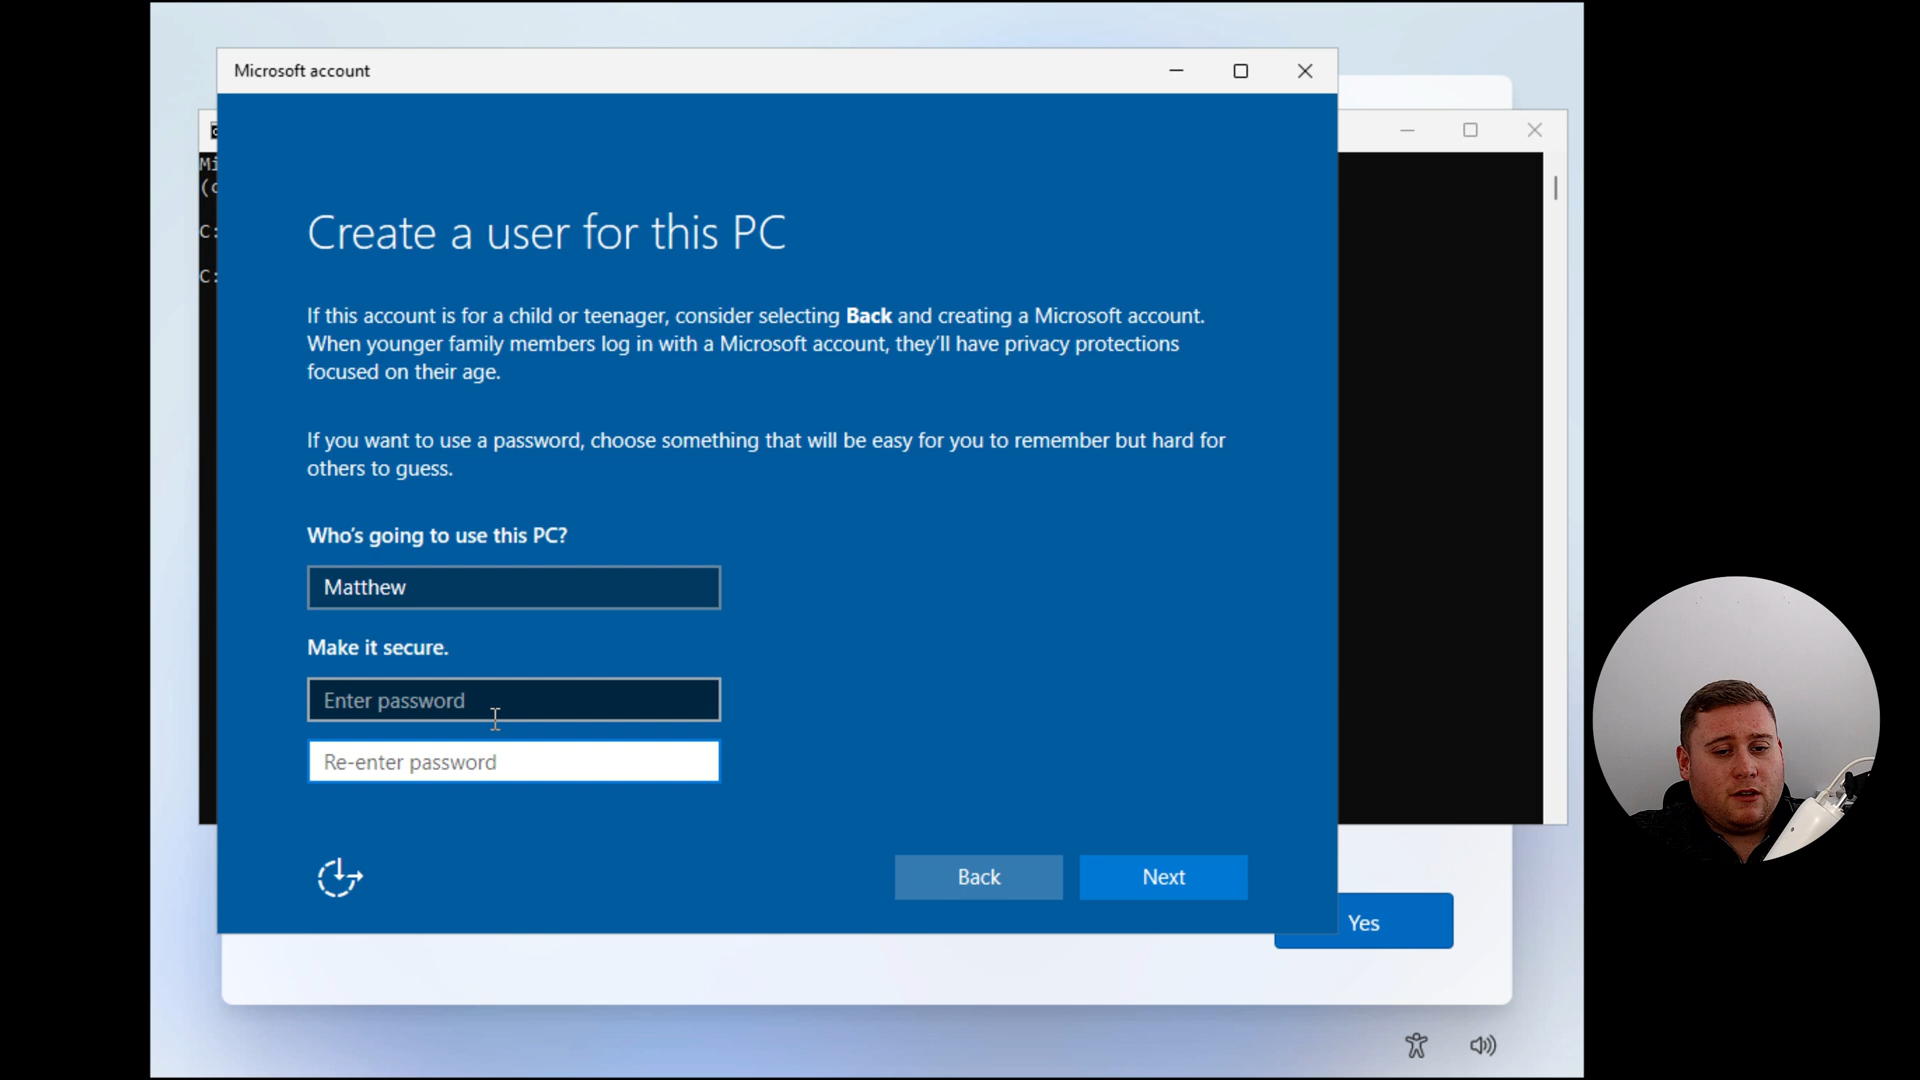 Microsoft account
Mi
(c
C:
C:
Create a user for this PC
If this account is for a child or teenager, consider selecting Back and creating a Microsoft account.
When younger family members log in with a Microsoft account, they'll have privacy protections
focused on their age.
If you want to use a password, choose something that will be easy for you to remember but hard for
others to guess.
Who's going to use this PC?
Matthew
Make it secure.
Enter password
Re-enter password
Back
Next
Yes